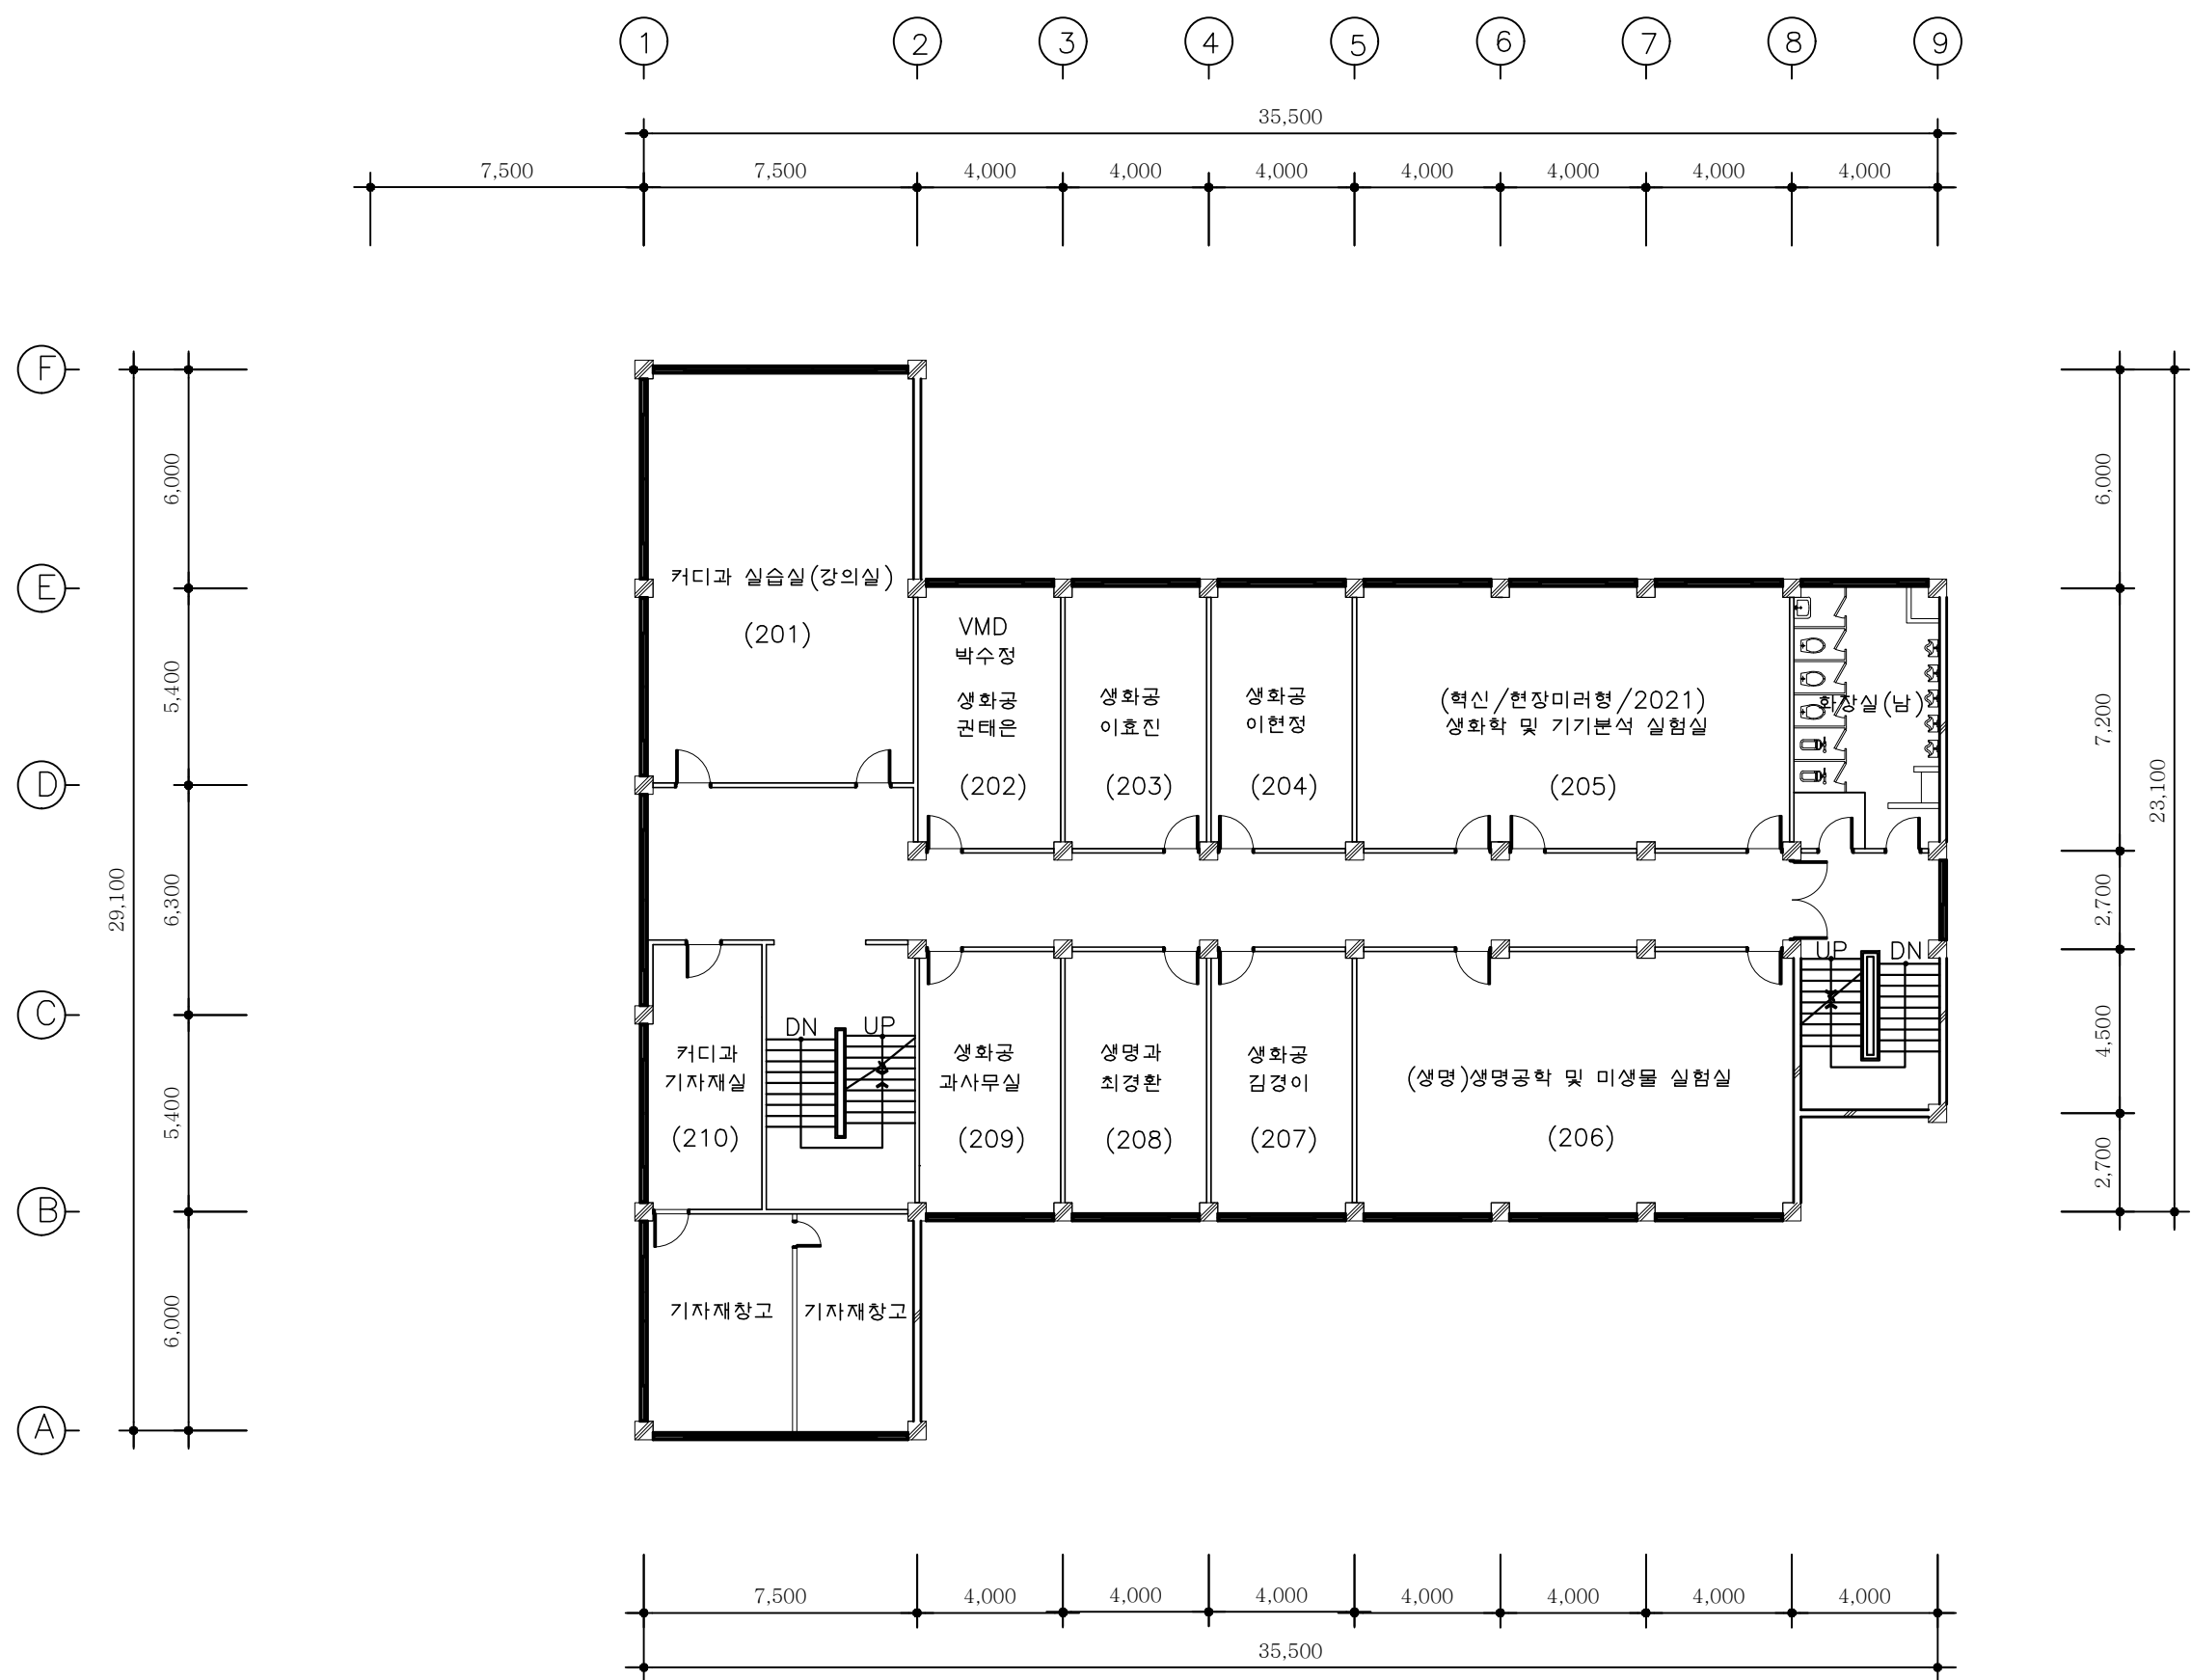 1 2 3 4 5 6 7 8 9
35,500
7,500 7,500 4,000 4,000 4,000 4,000 4,000 4,000 4,000
F
E
D
C
B
A
29,100
6,000
5,400
6,300
5,400
6,000
6,000
7,200
2,700
4,500
2,700
23,100
커디과 실습실(강의실)
(201)
VMD
박수정
생화공
권태은
(202)
생화공
이효진
(203)
생화공
이현정
(204)
(혁신/현장미러형/2021)
생화학 및 기기분석 실험실
(205)
화장실(남)
UP DN
DN UP
커디과
기자재실
(210)
생화공
과사무실
(209)
생명과
최경환
(208)
생화공
김경이
(207)
(생명)생명공학 및 미생물 실험실
(206)
기자재창고 기자재창고
7,500 4,000 4,000 4,000 4,000 4,000 4,000 4,000
35,500